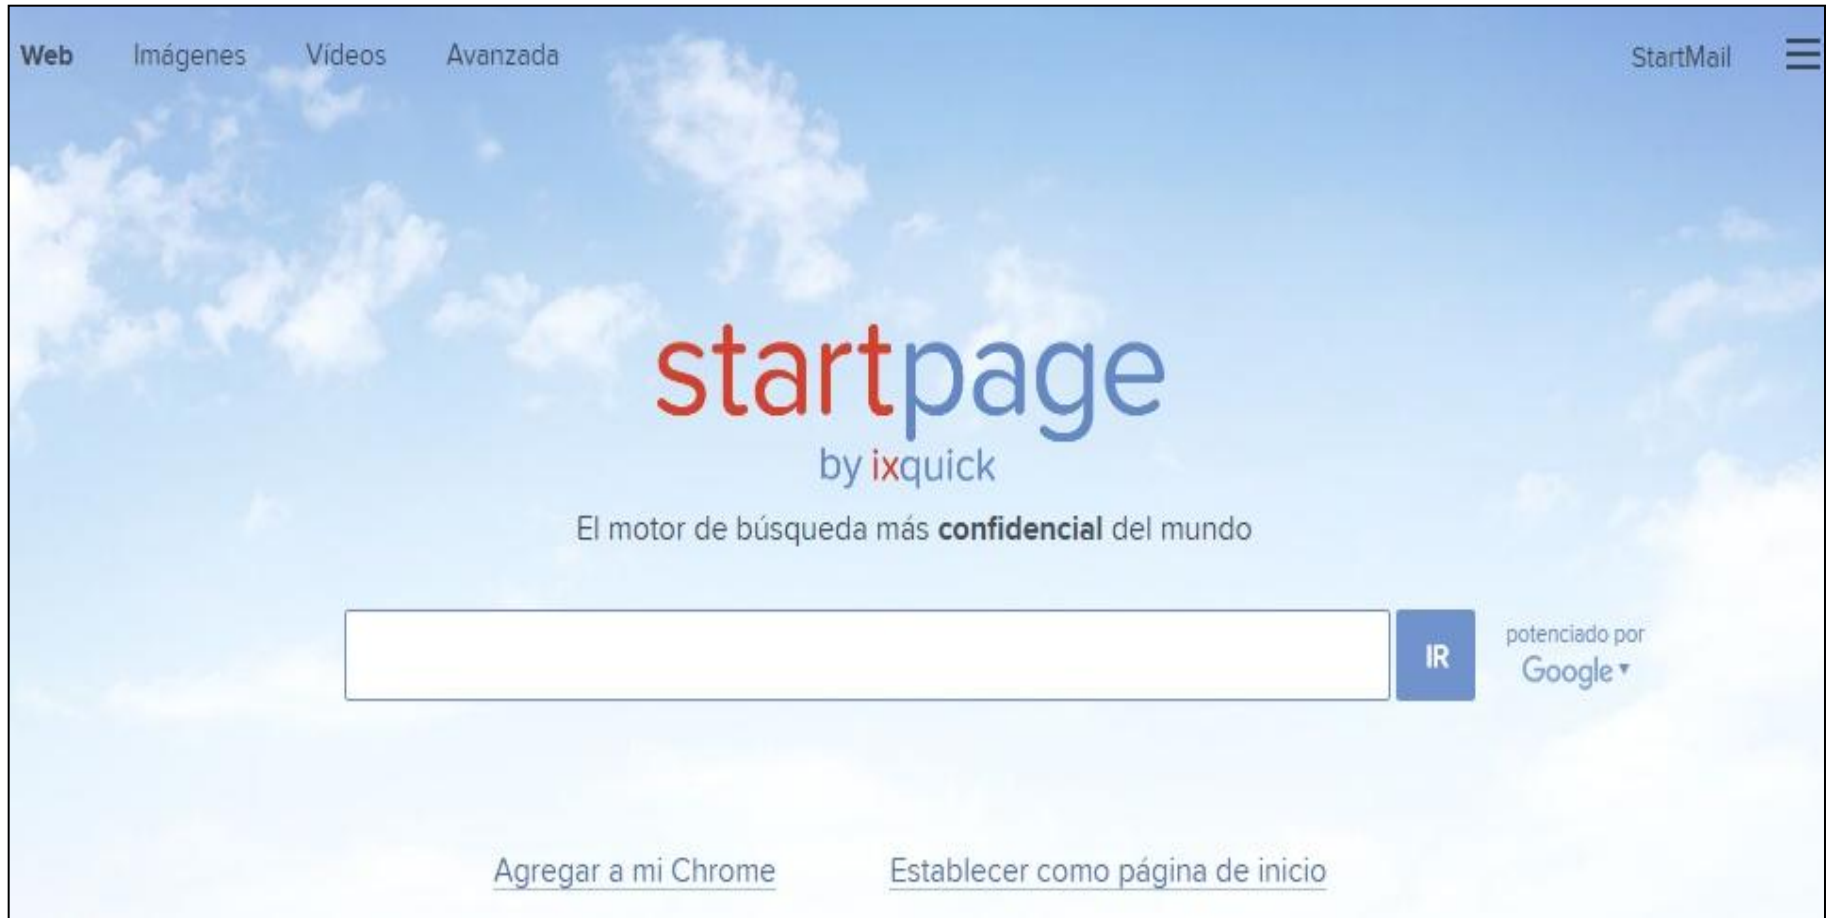 Web Imágenes Vídeos Avanzada StartMail
startpage
by ixquick
El motor de búsqueda más confidencial del mundo
IR
potenciado por
Google
Agregar a mi Chrome Establecer como página de inicio